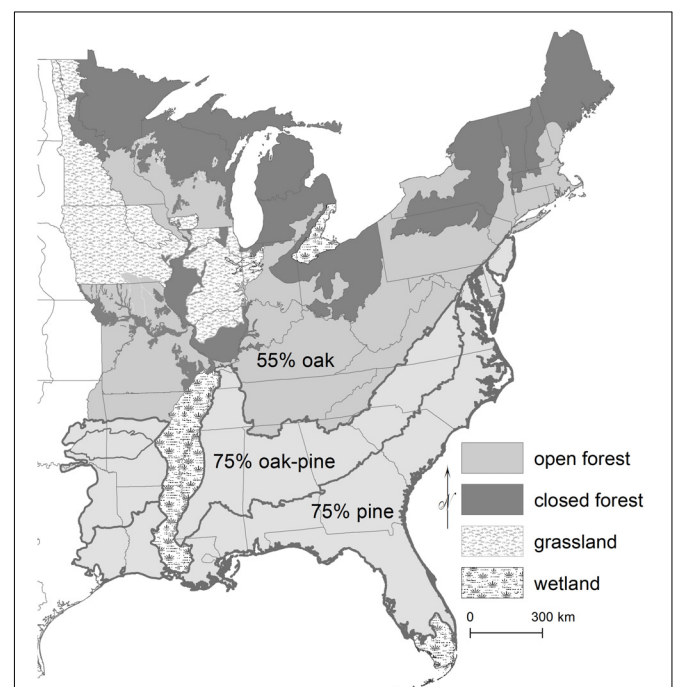 55% oak
75% oak-pine
75% pine
open forest
closed forest
grassland
wetland
N
0 300 km